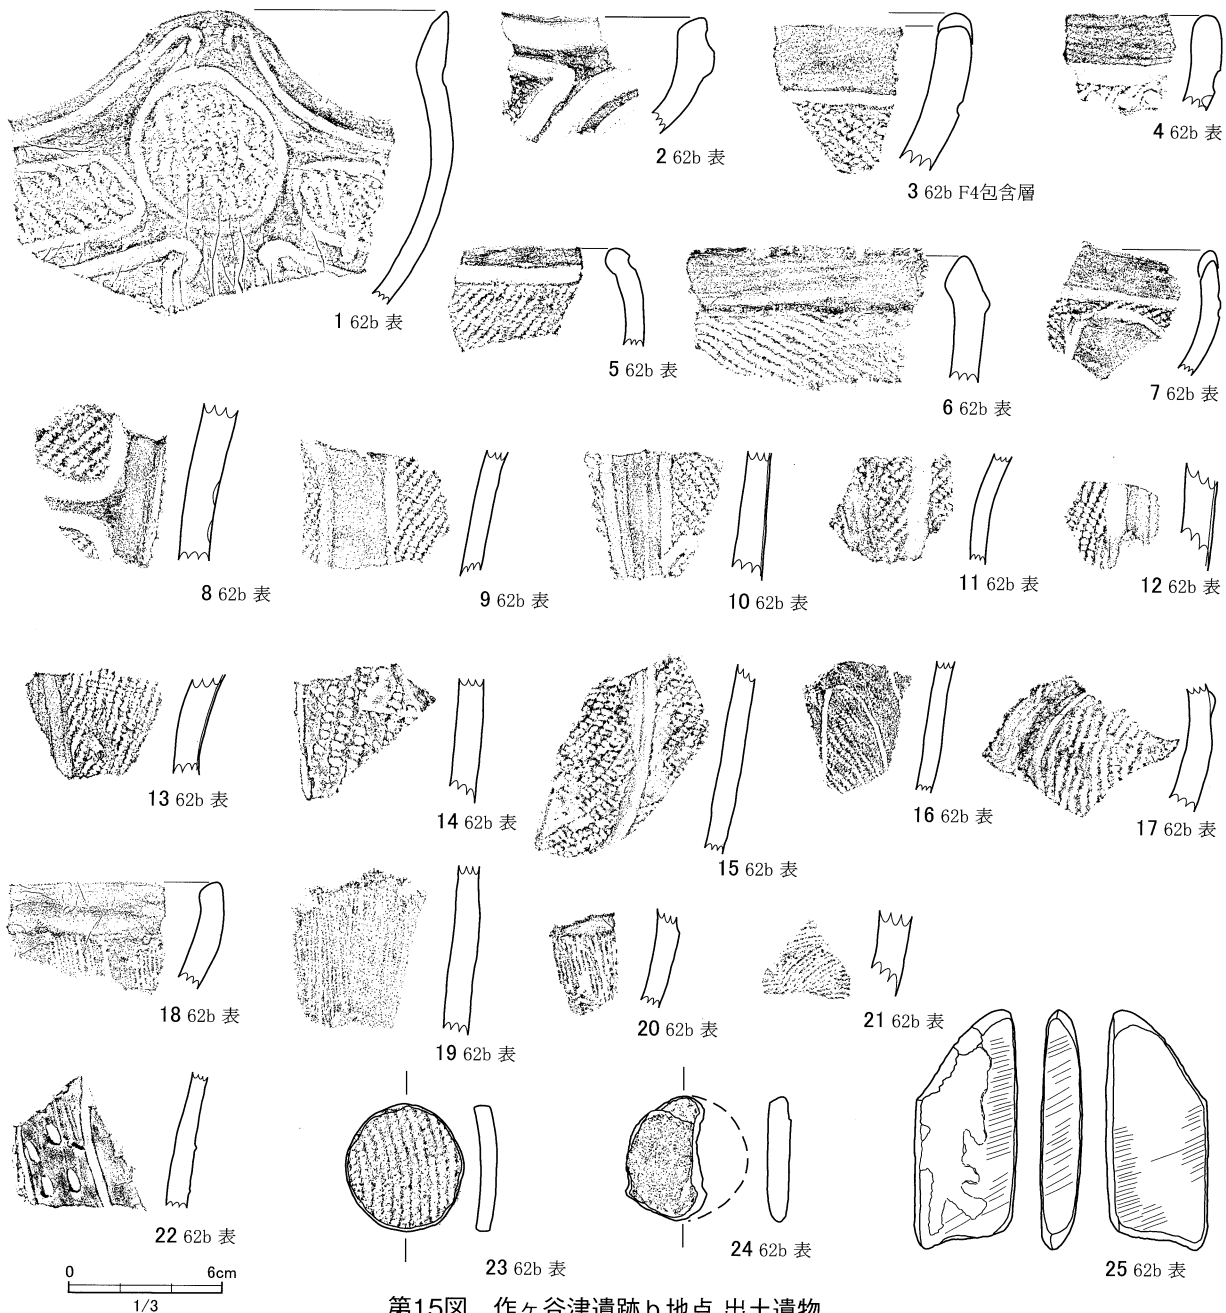 1 62b 表
2 62b 表
3 62b F4包含層
4 62b 表
5 62b 表
6 62b 表
7 62b 表
8 62b 表
9 62b 表
10 62b 表
11 62b 表
12 62b 表
13 62b 表
14 62b 表
15 62b 表
16 62b 表
17 62b 表
18 62b 表
19 62b 表
20 62b 表
21 62b 表
22 62b 表
23 62b 表
24 62b 表
25 62b 表
0 6cm
1/3
第15図 作ヶ谷津遺跡b地点 出土遺物